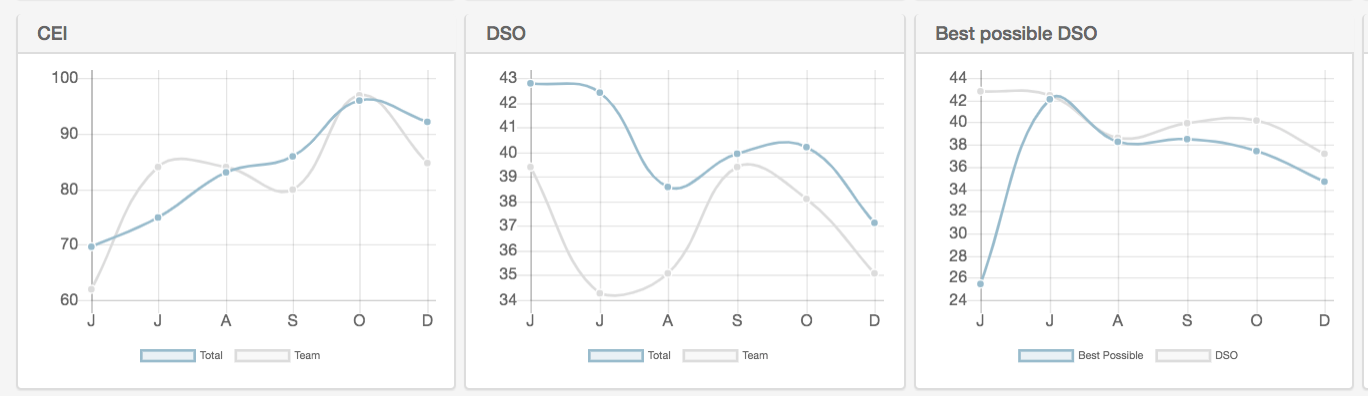 CEI
100
90
80
70
60
J J A S O D
Total Team
DSO
43
42
41
40
39
38
37
36
35
34
J J A S O D
Total Team
Best possible DSO
44
42
40
38
36
34
32
30
28
26
24
J J A S O D
Best Possible DSO